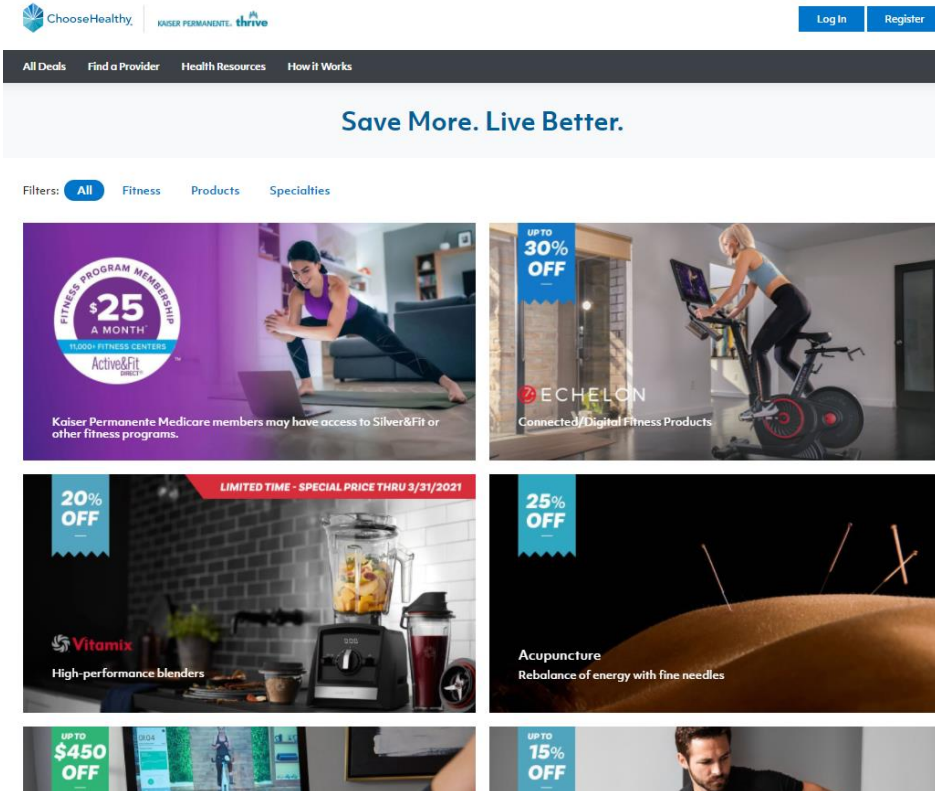 ChooseHealthy
KAISER PERMANENTE. thrive
Log In
Register
All Deals
Find a Provider
Health Resources
How it Works
Save More. Live Better.
Filters:
All
Fitness
Products
Specialties
FITNESS PROGRAM MEMBERSHIP
$25
A MONTH
11,000+ FITNESS CENTERS
Active&Fit
DIRECT
Kaiser Permanente Medicare members may have access to Silver&Fit or
other fitness programs.
UP TO
30%
OFF
ECHELON
Connected/Digital Fitness Products
20%
OFF
LIMITED TIME - SPECIAL PRICE THRU 3/31/2021
Vitamix
High-performance blenders
25%
OFF
Acupuncture
Rebalance of energy with fine needles
UP TO
$450
OFF
UP TO
15%
OFF